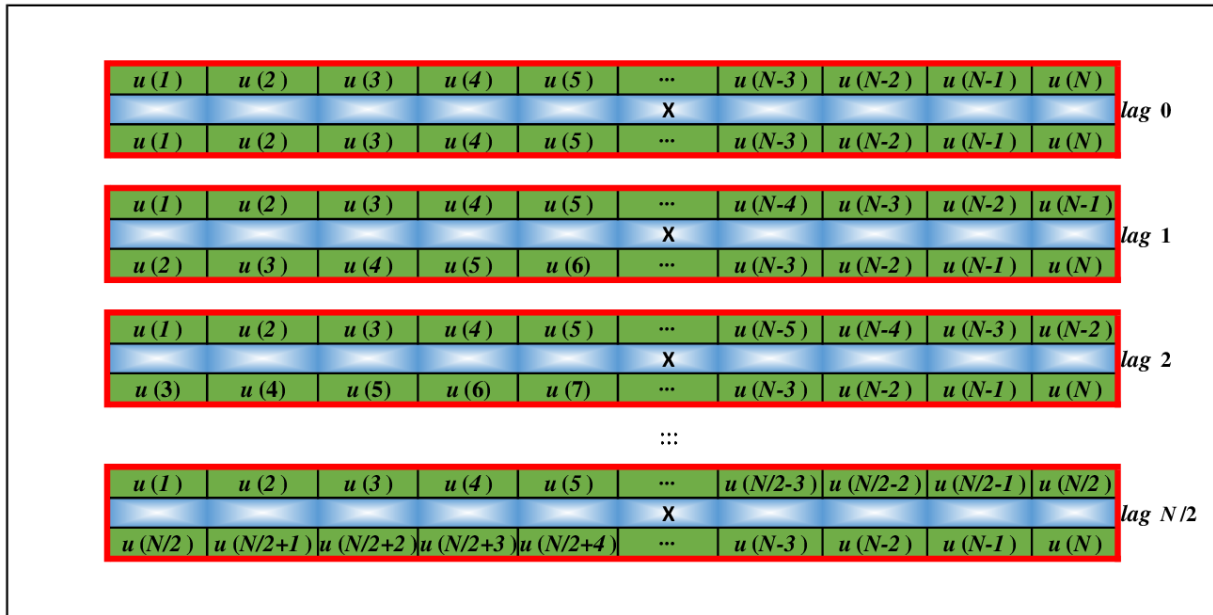 u (1) u (2) u (3) u (4) u (5) ... u (N-3) u (N-2) u (N-1) u (N)
X lag 0
u (1) u (2) u (3) u (4) u (5) ... u (N-3) u (N-2) u (N-1) u (N)
u (1) u (2) u (3) u (4) u (5) ... u (N-4) u (N-3) u (N-2) u (N-1)
X lag 1
u (2) u (3) u (4) u (5) u (6) ... u (N-3) u (N-2) u (N-1) u (N)
u (1) u (2) u (3) u (4) u (5) ... u (N-5) u (N-4) u (N-3) u (N-2)
X lag 2
u (3) u (4) u (5) u (6) u (7) ... u (N-3) u (N-2) u (N-1) u (N)
:::
u (1) u (2) u (3) u (4) u (5) ... u (N/2-3) u (N/2-2) u (N/2-1) u (N/2)
X lag N/2
u (N/2) u (N/2+1) u (N/2+2) u (N/2+3) u (N/2+4) ... u (N-3) u (N-2) u (N-1) u (N)